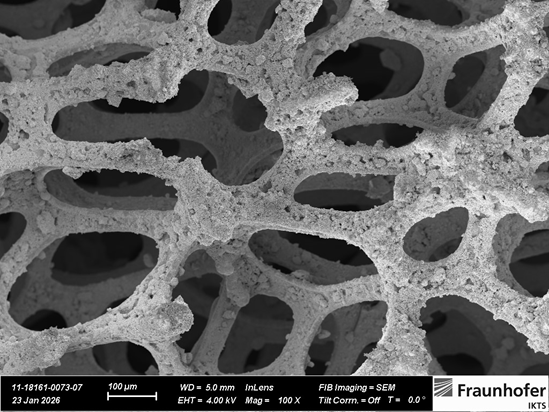 11-18161-0073-07
23 Jan 2026
100 µm
WD = 5.0 mm
EHT = 4.00 kV
InLens
Mag = 100 X
FIB Imaging = SEM
Tilt Corrn. = Off T = 0.0 °
Fraunhofer
IKTS